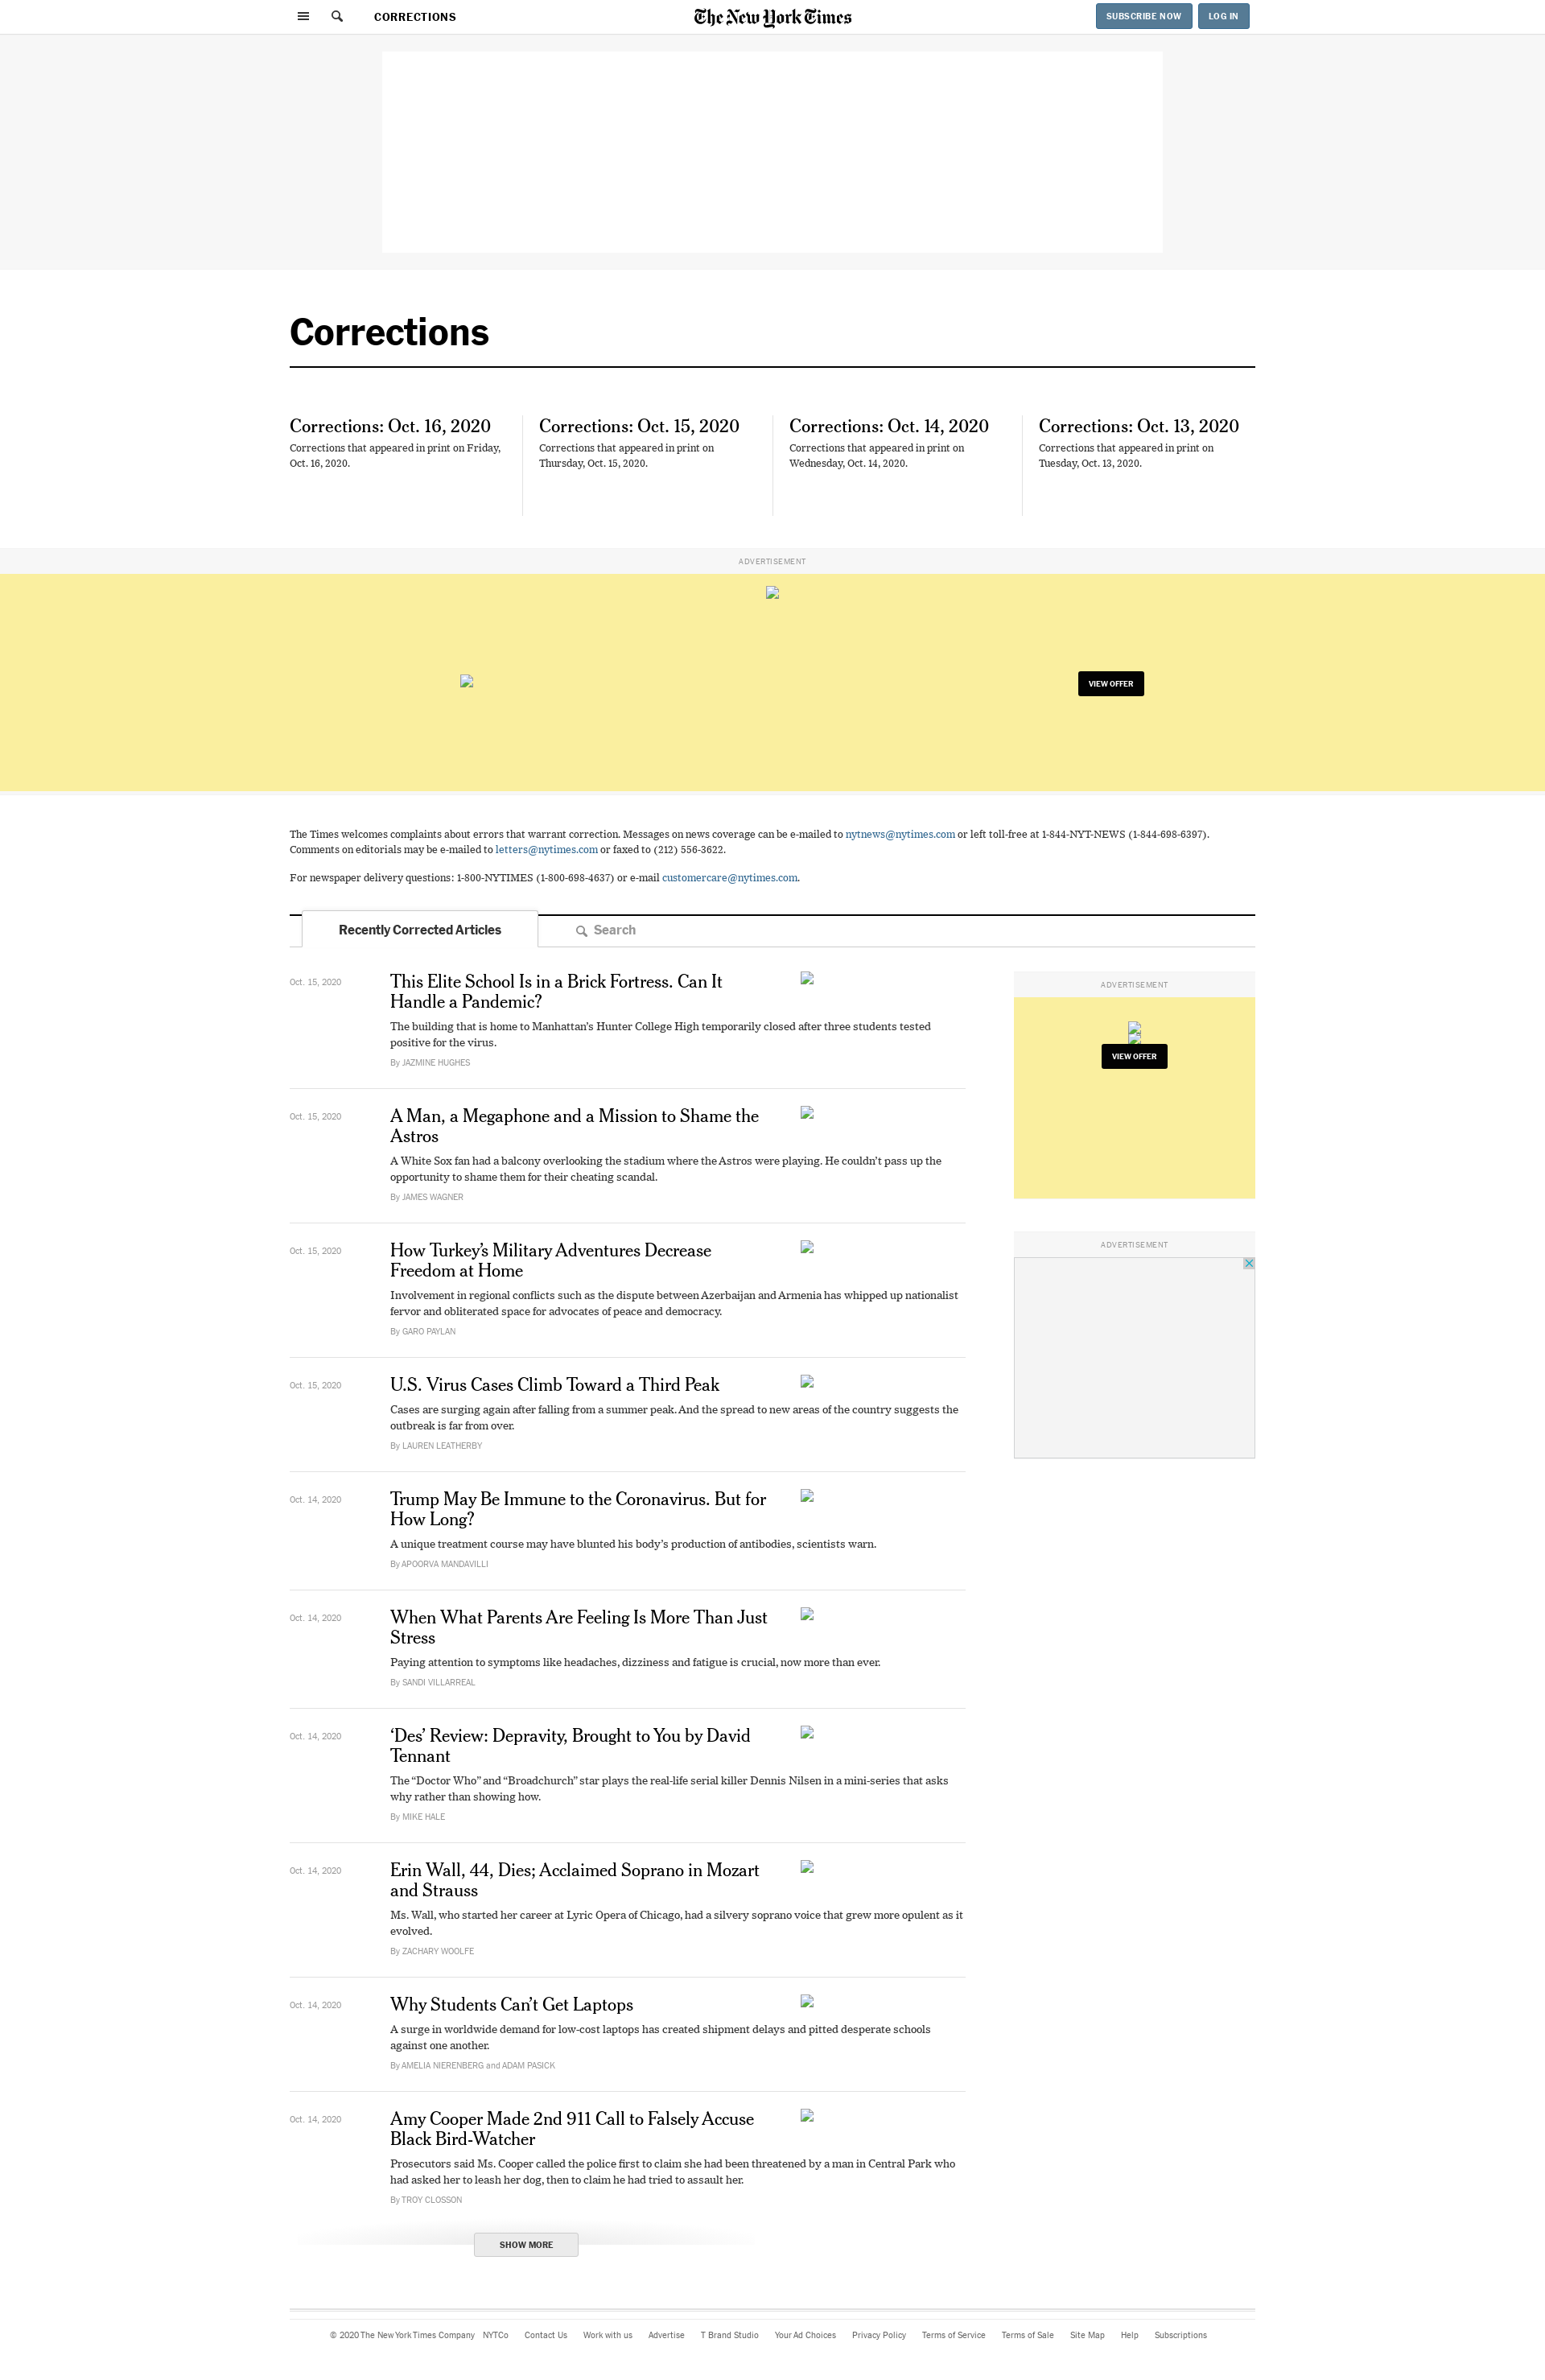 CORRECTIONS
The New York Times
SUBSCRIBE NOW
LOG IN
Corrections
Corrections: Oct. 16, 2020
Corrections that appeared in print on Friday,
Oct. 16, 2020.
Corrections: Oct. 15, 2020
Corrections that appeared in print on
Thursday, Oct. 15, 2020.
Corrections: Oct. 14, 2020
Corrections that appeared in print on
Wednesday, Oct. 14, 2020.
Corrections: Oct. 13, 2020
Corrections that appeared in print on
Tuesday, Oct. 13, 2020.
ADVERTISEMENT
VIEW OFFER
The Times welcomes complaints about errors that warrant correction. Messages on news coverage can be e-mailed to nytnews@nytimes.com or left toll-free at 1-844-NYT-NEWS (1-844-698-6397).
Comments on editorials may be e-mailed to letters@nytimes.com or faxed to (212) 556-3622.
For newspaper delivery questions: 1-800-NYTIMES (1-800-698-4637) or e-mail customercare@nytimes.com.
Recently Corrected Articles
Search
Oct. 15, 2020
This Elite School Is in a Brick Fortress. Can It
Handle a Pandemic?
The building that is home to Manhattan’s Hunter College High temporarily closed after three students tested
positive for the virus.
By JAZMINE HUGHES
Oct. 15, 2020
A Man, a Megaphone and a Mission to Shame the
Astros
A White Sox fan had a balcony overlooking the stadium where the Astros were playing. He couldn’t pass up the
opportunity to shame them for their cheating scandal.
By JAMES WAGNER
Oct. 15, 2020
How Turkey’s Military Adventures Decrease
Freedom at Home
Involvement in regional conflicts such as the dispute between Azerbaijan and Armenia has whipped up nationalist
fervor and obliterated space for advocates of peace and democracy.
By GARO PAYLAN
Oct. 15, 2020
U.S. Virus Cases Climb Toward a Third Peak
Cases are surging again after falling from a summer peak. And the spread to new areas of the country suggests the
outbreak is far from over.
By LAUREN LEATHERBY
Oct. 14, 2020
Trump May Be Immune to the Coronavirus. But for
How Long?
A unique treatment course may have blunted his body’s production of antibodies, scientists warn.
By APOORVA MANDAVILLI
Oct. 14, 2020
When What Parents Are Feeling Is More Than Just
Stress
Paying attention to symptoms like headaches, dizziness and fatigue is crucial, now more than ever.
By SANDI VILLARREAL
Oct. 14, 2020
‘Des’ Review: Depravity, Brought to You by David
Tennant
The “Doctor Who” and “Broadchurch” star plays the real-life serial killer Dennis Nilsen in a mini-series that asks
why rather than showing how.
By MIKE HALE
Oct. 14, 2020
Erin Wall, 44, Dies; Acclaimed Soprano in Mozart
and Strauss
Ms. Wall, who started her career at Lyric Opera of Chicago, had a silvery soprano voice that grew more opulent as it
evolved.
By ZACHARY WOOLFE
Oct. 14, 2020
Why Students Can’t Get Laptops
A surge in worldwide demand for low-cost laptops has created shipment delays and pitted desperate schools
against one another.
By AMELIA NIERENBERG and ADAM PASICK
Oct. 14, 2020
Amy Cooper Made 2nd 911 Call to Falsely Accuse
Black Bird-Watcher
Prosecutors said Ms. Cooper called the police first to claim she had been threatened by a man in Central Park who
had asked her to leash her dog, then to claim he had tried to assault her.
By TROY CLOSSON
SHOW MORE
ADVERTISEMENT
VIEW OFFER
ADVERTISEMENT
© 2020 The New York Times Company NYTCo Contact Us Work with us Advertise T Brand Studio Your Ad Choices Privacy Policy Terms of Service Terms of Sale Site Map Help Subscriptions